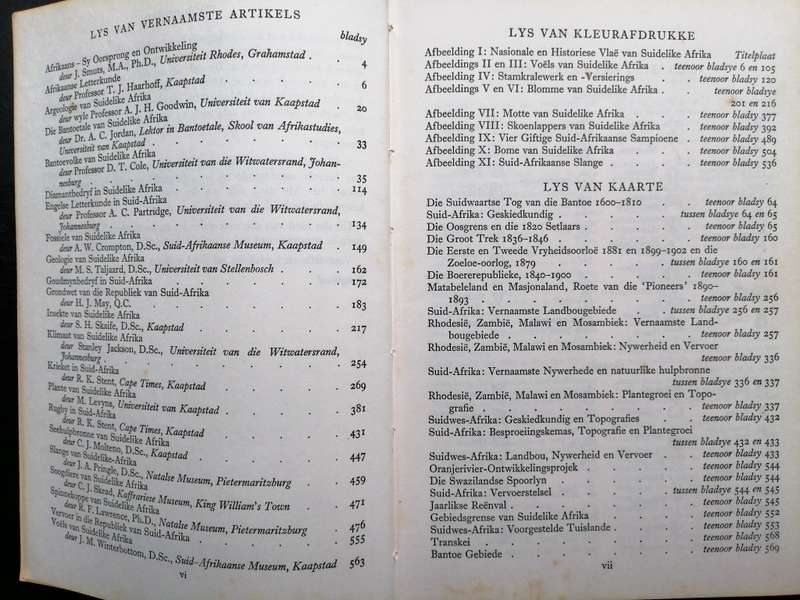 LYS VAN VERNAAMSTE ARTIKELS
bladsy
Afrikaans – Sy Oorsprong en Ontwikkeling
deur J. Smuts, M.A., Ph.D., Universiteit Rhodes, Grahamstad . 4
Afrikaanse Letterkunde
deur Professor T. J. Haarhoff, Kaapstad . . . . 6
Argeologie van Suidelike Afrika
deur wyle Professor A. J. H. Goodwin, Universiteit van Kaapstad . 20
Die Bantoetale van Suidelike Afrika
deur Dr. A. C. Jordan, Lektor in Bantoetale, Skool van Afrikastudies,
Universiteit van Kaapstad . . . . . . 33
Bantoevolke van Suidelike Afrika
deur Professor D. T. Cole, Universiteit van die Witwatersrand, Johan-
nesburg . . . . . . . 35
Diamantbedryf in Suidelike Afrika . . . . . 114
Engelse Letterkunde in Suid-Afrika
deur Professor A. C. Partridge, Universiteit van die Witwatersrand,
Johannesburg . . . . . . . 134
Fossiele van Suidelike Afrika
deur A. W. Crompton, D.Sc., Suid-Afrikaanse Museum, Kaapstad . 149
Geologie van Suidelike Afrika
deur M. S. Taljaard, D.Sc., Universiteit van Stellenbosch . . . 162
Goudmynbedryf in Suid-Afrika . . . . . 172
Grondwet van die Republiek van Suid-Afrika
deur H. J. May, Q.C. . . . . . . 183
Insekte van Suidelike Afrika
deur S. H. Skaife, D.Sc., Kaapstad . . . . . 217
Klimaat van Suidelike Afrika
deur Stanley Jackson, D.Sc., Universiteit van die Witwatersrand,
Johannesburg . . . . . . . 254
Krieket in Suid-Afrika
deur R. K. Stent, Cape Times, Kaapstad . . . . 269
Plante van Suidelike Afrika
deur M. Levyns, Universiteit van Kaapstad . . . . 381
Rugby in Suid-Afrika
deur R. K. Stent, Cape Times, Kaapstad . . . . 431
Seehulpbronne van Suidelike Afrika
deur C. J. Molteno, D.Sc., Kaapstad . . . . 447
Slange van Suidelike-Afrika
deur J. A. Pringle, D.Sc., Natalse Museum, Pietermaritzburg . . 459
Soogdiere van Suidelike Afrika
deur C. J. Skead, Kaffrariese Museum, King William's Town . 471
Spinnekoppe van Suidelike Afrika
deur R. F. Lawrence, Ph.D., Natalse Museum, Pietermaritzburg . 476
Vervoer in die Republiek van Suid-Afrika . . . . 555
Voëls van Suidelike Afrika
deur J. M. Winterbottom, D.Sc., Suid-Afrikaanse Museum, Kaapstad 563
vi
LYS VAN KLEURAFDRUKKE
Afbeelding I: Nasionale en Historiese Vlaë van Suidelike Afrika Titelplaat
Afbeeldings II en III: Voëls van Suidelike Afrika . teenoor bladsye 6 en 105
Afbeelding IV: Stamkralewerk en -Versierings . . teenoor bladsy 120
Afbeeldings V en VI: Blomme van Suidelike Afrika . . teenoor bladsye
201 en 216
Afbeelding VII: Motte van Suidelike Afrika . . . teenoor bladsy 377
Afbeelding VIII: Skoenlappers van Suidelike Afrika . teenoor bladsy 392
Afbeelding IX: Vier Giftige Suid-Afrikaanse Sampioene . teenoor bladsy 489
Afbeelding X: Bome van Suidelike Afrika . . . teenoor bladsy 504
Afbeelding XI: Suid-Afrikaanse Slange . . . . teenoor bladsy 536
LYS VAN KAARTE
Die Suidwaartse Tog van die Bantoe 1600–1810 . . teenoor bladsy 64
Suid-Afrika: Geskiedkundig . . . . tussen bladsye 64 en 65
Die Oosgrens en die 1820 Setlaars . . . . teenoor bladsy 65
Die Groot Trek 1836–1846 . . . . . teenoor bladsy 160
Die Eerste en Tweede Vryheidsoorloë 1881 en 1899–1902 en die
Zoeloe-oorlog, 1879 . . . . tussen bladsye 160 en 161
Die Boererepublieke, 1840–1900 . . . . teenoor bladsy 161
Matabeleland en Masjonaland, Roete van die 'Pioneers' 1890–
1893 . . . . . . . teenoor bladsy 256
Suid-Afrika: Vernaamste Landbougebiede . . tussen bladsye 256 en 257
Rhodesië, Zambië, Malawi en Mosambiek: Vernaamste Land-
bougebiede . . . . . . teenoor bladsy 257
Rhodesië, Zambië, Malawi en Mosambiek: Nywerheid en Vervoer
teenoor bladsy 336
Suid-Afrika: Vernaamste Nywerhede en natuurlike hulpbronne
tussen bladsye 336 en 337
Rhodesië, Zambië, Malawi en Mosambiek: Plantegroei en Topo-
grafie . . . . . . . teenoor bladsy 337
Suidwes-Afrika: Geskiedkundig en Topografies . . teenoor bladsy 432
Suid-Afrika: Besproeiingskemas, Topografie en Plantegroei
tussen bladsye 432 en 433
Suidwes-Afrika: Landbou, Nywerheid en Vervoer . . teenoor bladsy 433
Oranjerivier-Ontwikkelingsprojek . . . . teenoor bladsy 544
Die Swazilandse Spoorlyn . . . . . teenoor bladsy 544
Suid-Afrika: Vervoerstelsel . . . . tussen bladsye 544 en 545
Jaarlikse Reënval . . . . . . teenoor bladsy 545
Gebiedsgrense van Suidelike Afrika . . . teenoor bladsy 552
Suidwes-Afrika: Voorgestelde Tuislande . . . teenoor bladsy 553
Transkei . . . . . . . teenoor bladsy 568
Bantoe Gebiede . . . . . . teenoor bladsy 569
vii